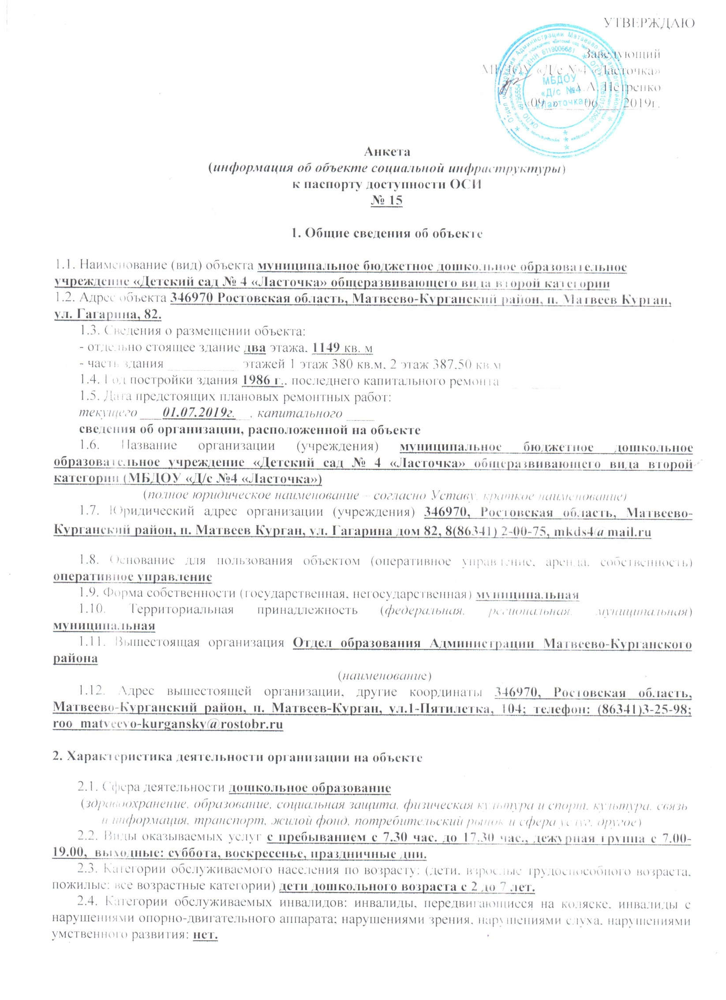 УТВЕРЖДАЮ
Заведующий
МБДОУ «Д/с №4 «Ласточка»
А. Петренко
«09 » 06 2019г.
Отдел образования Администрации Матвеево-Курганского района
ИНН 6119006681 * ОГРН 1026101232509
ОКПО 49795554
МБДОУ
«Д/с №4
«Ласточка»
Анкета
(информация об объекте социальной инфраструктуры)
к паспорту доступности ОСИ
№ 15
1. Общие сведения об объекте
1.1. Наименование (вид) объекта муниципальное бюджетное дошкольное образовательное
учреждение «Детский сад № 4 «Ласточка» общеразвивающего вида второй категории
1.2. Адрес объекта 346970 Ростовская область, Матвеево-Курганский район, п. Матвеев Курган,
ул. Гагарина, 82.
1.3. Сведения о размещении объекта:
- отдельно стоящее здание два этажа, 1149 кв. м
- часть здания ___________ этажей 1 этаж 380 кв.м, 2 этаж 387,50 кв.м
1.4. Год постройки здания 1986 г., последнего капитального ремонта ________
1.5. Дата предстоящих плановых ремонтных работ:
текущего ___01.07.2019г.__, капитального ____
сведения об организации, расположенной на объекте
1.6. Название организации (учреждения) муниципальное бюджетное дошкольное
образовательное учреждение «Детский сад № 4 «Ласточка» общеразвивающего вида второй
категории (МБДОУ «Д/с №4 «Ласточка»)
(полное юридическое наименование – согласно Уставу, краткое наименование)
1.7. Юридический адрес организации (учреждения) 346970, Ростовская область, Матвеево-
Курганский район, п. Матвеев Курган, ул. Гагарина дом 82, 8(86341) 2-00-75, mkds4@mail.ru
1.8. Основание для пользования объектом (оперативное управление, аренда, собственность)
оперативное управление
1.9. Форма собственности (государственная, негосударственная) муниципальная
1.10. Территориальная принадлежность (федеральная, региональная, муниципальная)
муниципальная
1.11. Вышестоящая организация Отдел образования Администрации Матвеево-Курганского
района
(наименование)
1.12. Адрес вышестоящей организации, другие координаты 346970, Ростовская область,
Матвеево-Курганский район, п. Матвеев-Курган, ул.1-Пятилетка, 104; телефон: (86341)3-25-98;
roo_matveevo-kurgansky@rostobr.ru
2. Характеристика деятельности организации на объекте
2.1. Сфера деятельности дошкольное образование
(здравоохранение, образование, социальная защита, физическая культура и спорт, культура, связь
и информация, транспорт, жилой фонд, потребительский рынок и сфера услуг, другое)
2.2. Виды оказываемых услуг с пребыванием с 7.30 час. до 17.30 час., дежурная группа с 7.00-
19.00, выходные: суббота, воскресенье, праздничные дни.
2.3. Категории обслуживаемого населения по возрасту: (дети, взрослые трудоспособного возраста,
пожилые; все возрастные категории) дети дошкольного возраста с 2 до 7 лет.
2.4. Категории обслуживаемых инвалидов: инвалиды, передвигающиеся на коляске, инвалиды с
нарушениями опорно-двигательного аппарата; нарушениями зрения, нарушениями слуха, нарушениями
умственного развития: нет.